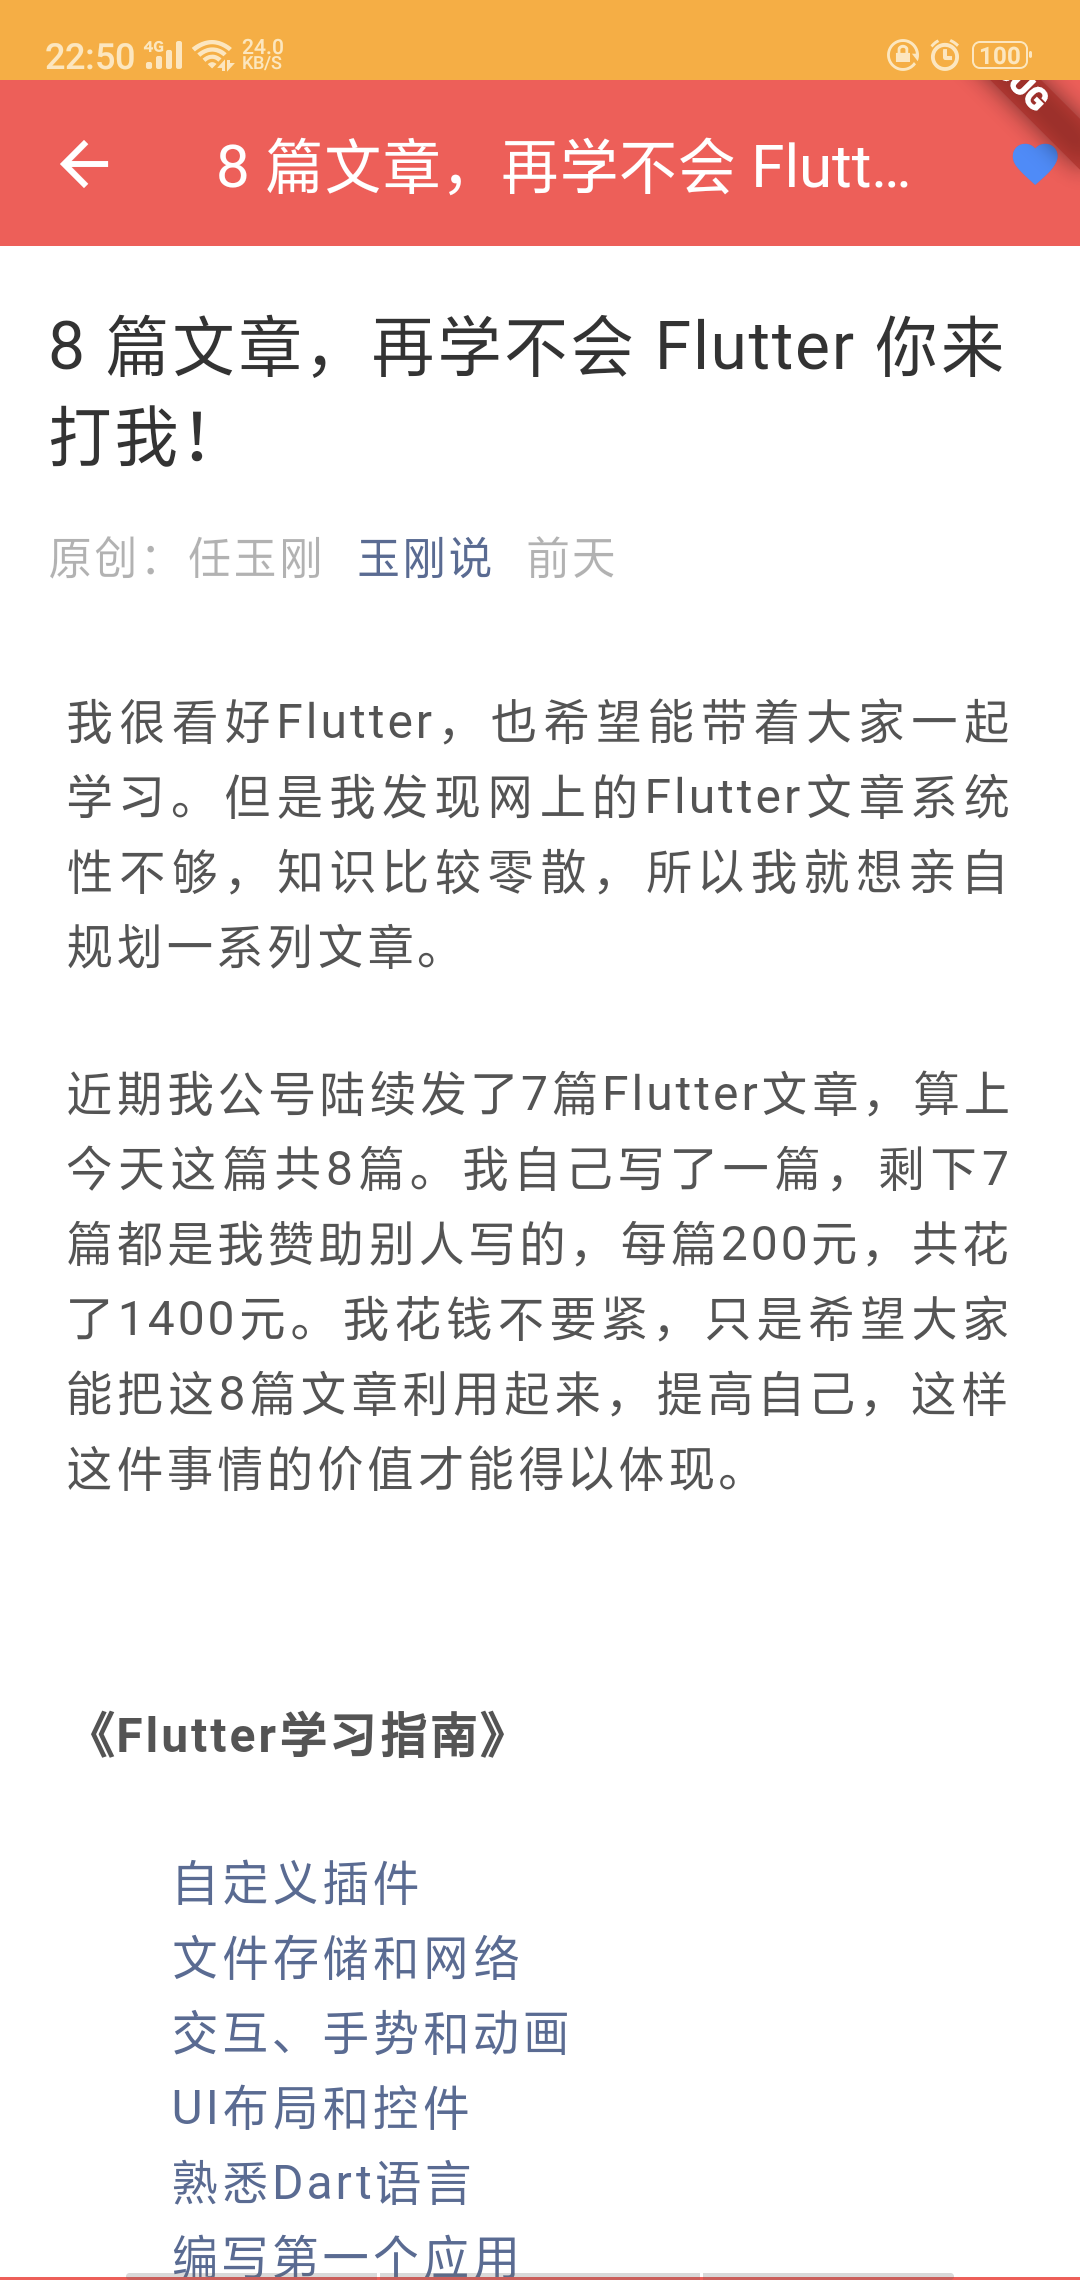 22:50 4G 24.0 KB/S 100
8 篇文章，再学不会 Flutt...
8 篇文章，再学不会 Flutter 你来
打我！
原创： 任玉刚 玉刚说 前天
我很看好Flutter，也希望能带着大家一起
学习。但是我发现网上的Flutter文章系统
性不够，知识比较零散，所以我就想亲自
规划一系列文章。
近期我公号陆续发了7篇Flutter文章，算上
今天这篇共8篇。我自己写了一篇，剩下7
篇都是我赞助别人写的，每篇200元，共花
了1400元。我花钱不要紧，只是希望大家
能把这8篇文章利用起来，提高自己，这样
这件事情的价值才能得以体现。
《Flutter学习指南》
自定义插件
文件存储和网络
交互、手势和动画
UI布局和控件
熟悉Dart语言
编写第一个应用